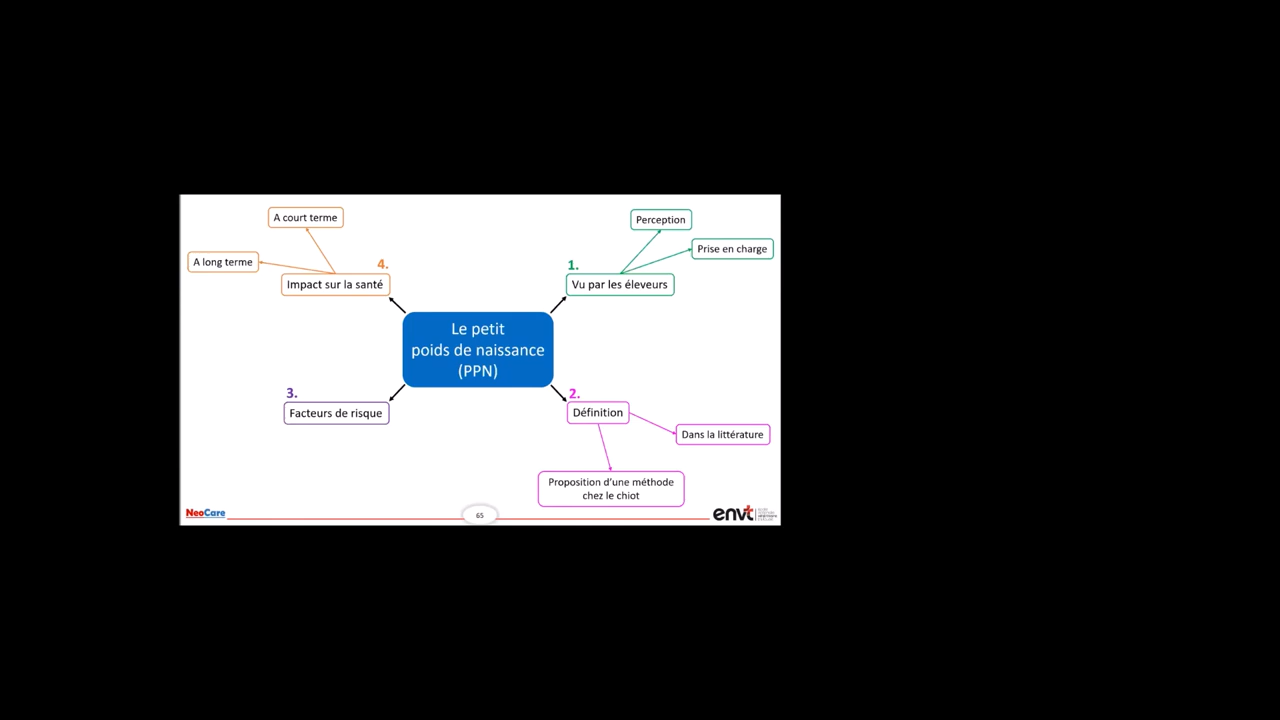 A court terme
Perception
Prise en charge
A long terme
4.
1.
Impact sur la santé
Vu par les éleveurs
Le petit
poids de naissance
(PPN)
3.
2.
Facteurs de risque
Définition
Dans la littérature
Proposition d'une méthode
chez le chiot
NeoCare
65
envt